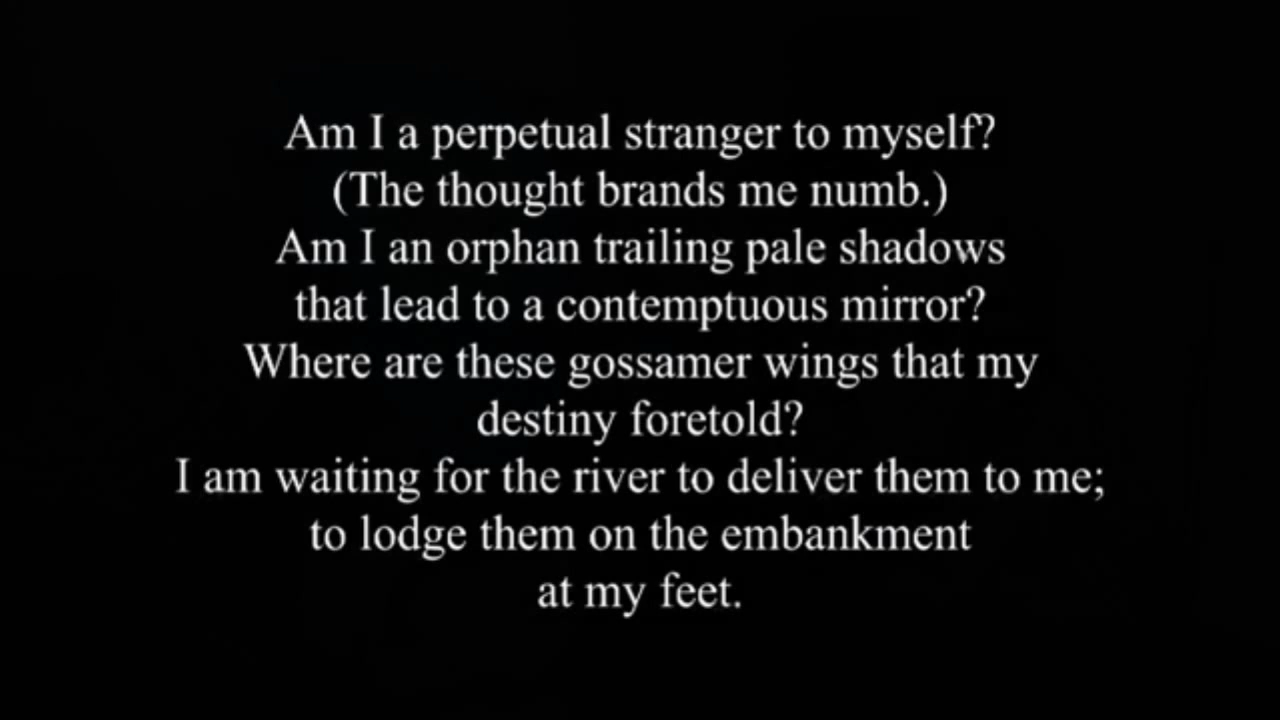 Am I a perpetual stranger to myself?
(The thought brands me numb.)
Am I an orphan trailing pale shadows
that lead to a contemptuous mirror?
Where are these gossamer wings that my
destiny foretold?
I am waiting for the river to deliver them to me;
to lodge them on the embankment
at my feet.